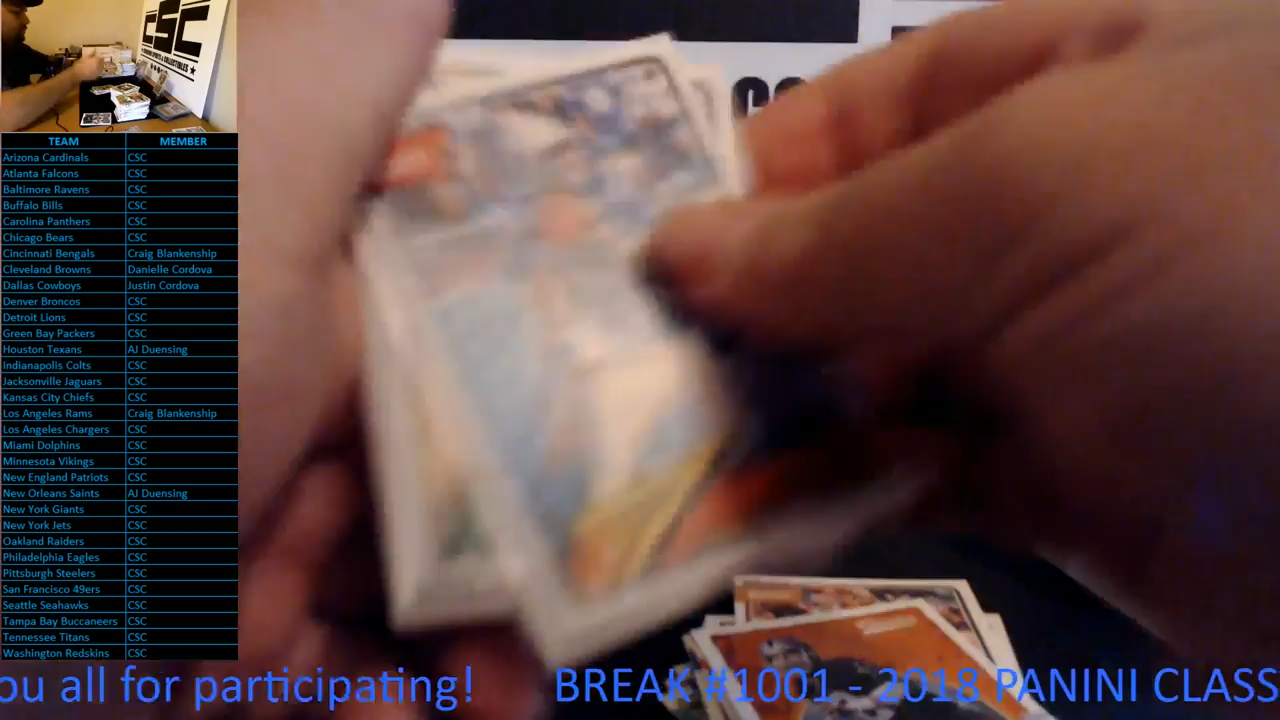 CSC
TEAM MEMBER
Arizona Cardinals CSC
Atlanta Falcons CSC
Baltimore Ravens CSC
Buffalo Bills CSC
Carolina Panthers CSC
Chicago Bears CSC
Cincinnati Bengals Craig Blankenship
Cleveland Browns Danielle Cordova
Dallas Cowboys Justin Cordova
Denver Broncos CSC
Detroit Lions CSC
Green Bay Packers CSC
Houston Texans AJ Duensing
Indianapolis Colts CSC
Jacksonville Jaguars CSC
Kansas City Chiefs CSC
Los Angeles Rams Craig Blankenship
Los Angeles Chargers CSC
Miami Dolphins CSC
Minnesota Vikings CSC
New England Patriots CSC
New Orleans Saints AJ Duensing
New York Giants CSC
New York Jets CSC
Oakland Raiders CSC
Philadelphia Eagles CSC
Pittsburgh Steelers CSC
San Francisco 49ers CSC
Seattle Seahawks CSC
Tampa Bay Buccaneers CSC
Tennessee Titans CSC
Washington Redskins CSC
ou all for participating! BREAK #1001 - 2018 PANINI CLASS